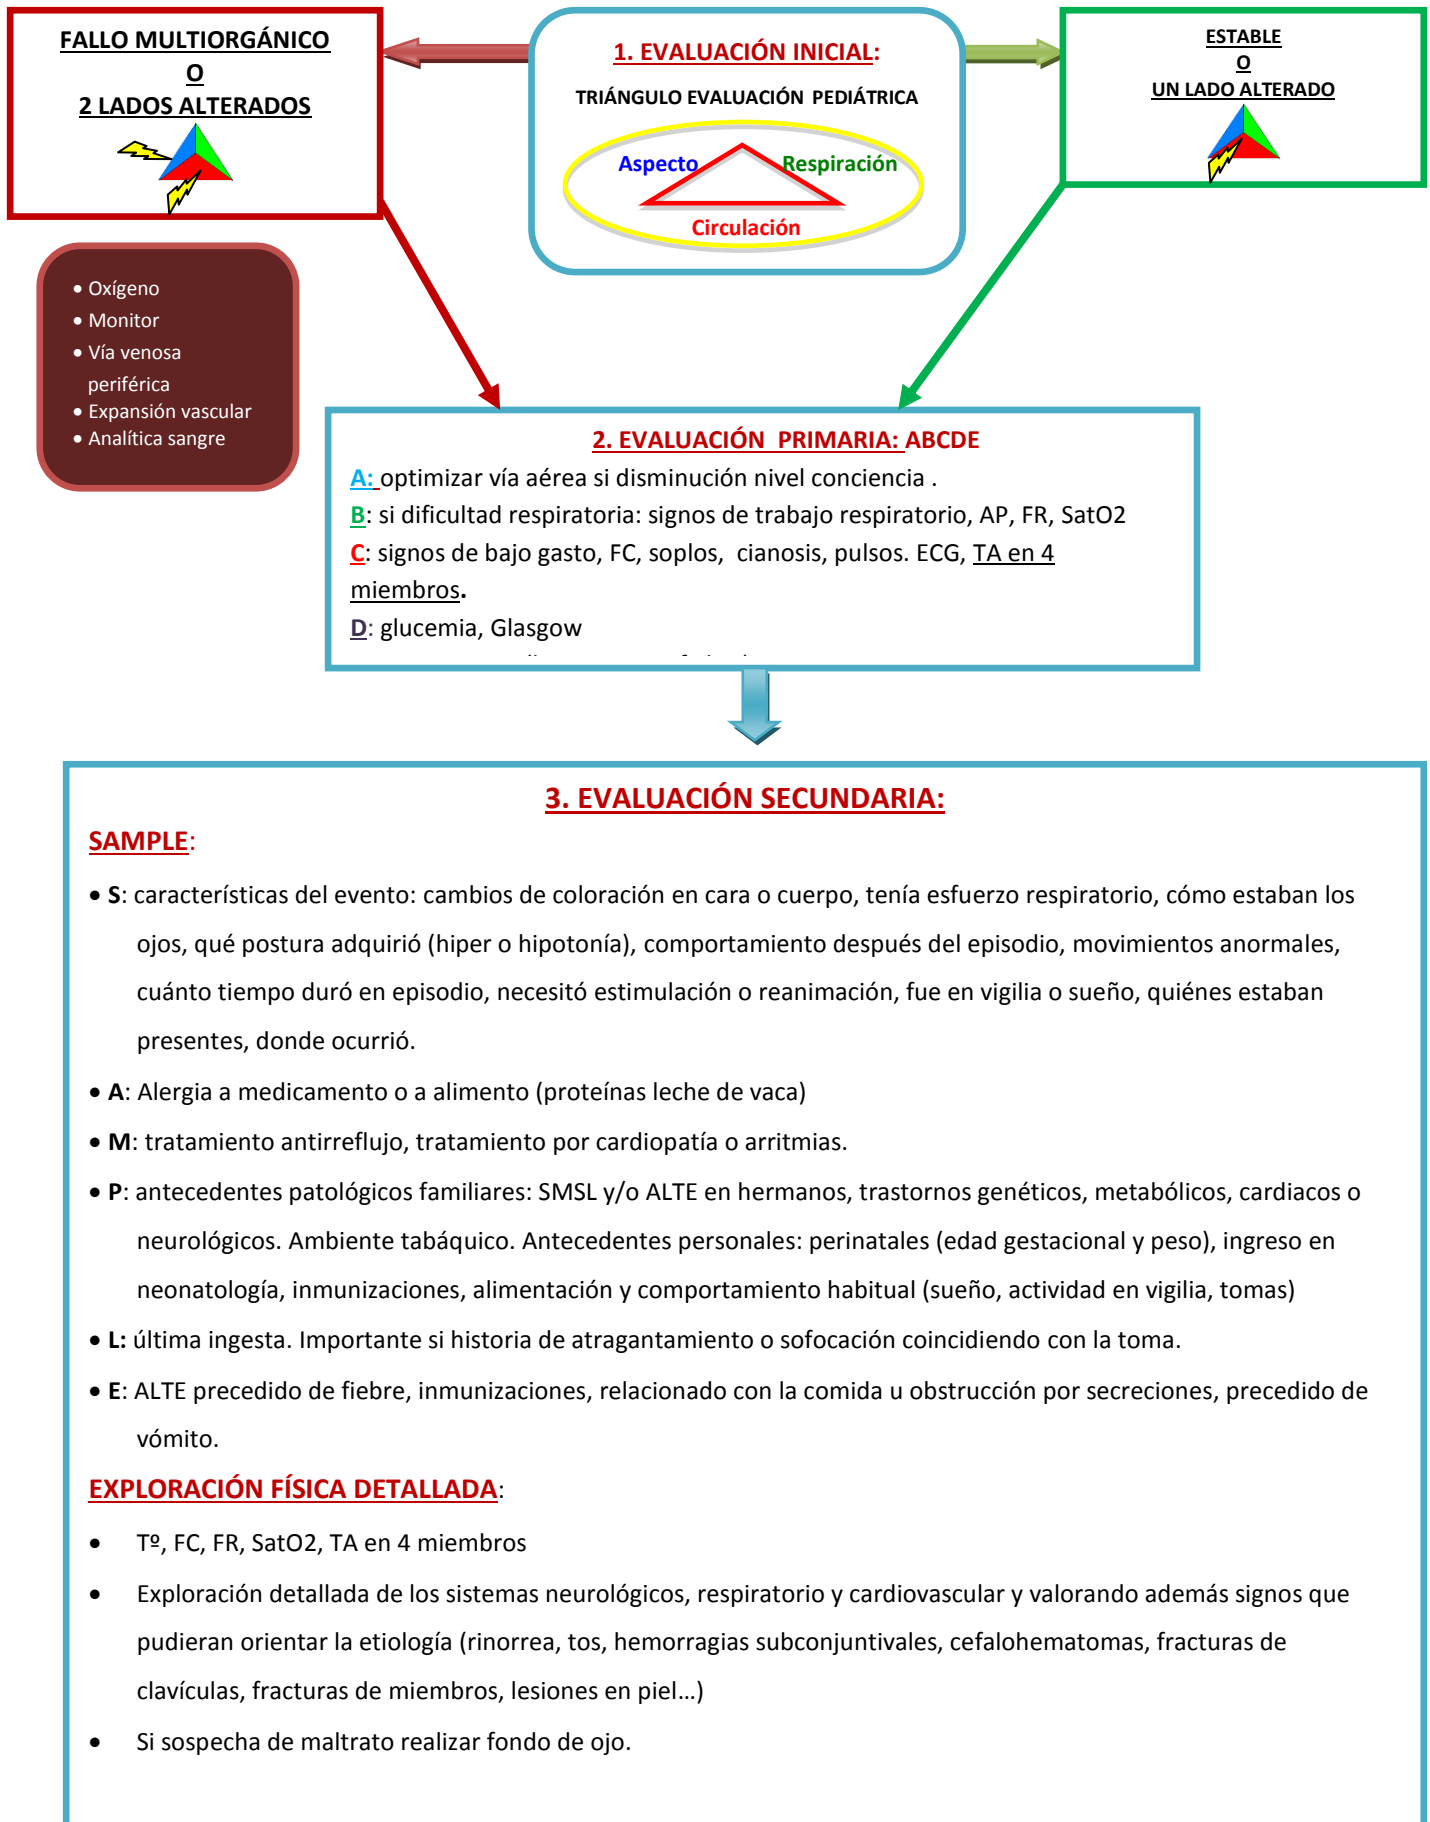 FALLO MULTIORGÁNICO
O
2 LADOS ALTERADOS
1. EVALUACIÓN INICIAL:
TRIÁNGULO EVALUACIÓN PEDIÁTRICA
Aspecto
Respiración
Circulación
ESTABLE
O
UN LADO ALTERADO
• Oxígeno
• Monitor
• Vía venosa
periférica
• Expansión vascular
• Analítica sangre
2. EVALUACIÓN PRIMARIA: ABCDE
A: optimizar vía aérea si disminución nivel conciencia .
B: si dificultad respiratoria: signos de trabajo respiratorio, AP, FR, SatO2
C: signos de bajo gasto, FC, soplos, cianosis, pulsos. ECG, TA en 4
miembros.
D: glucemia, Glasgow
3. EVALUACIÓN SECUNDARIA:
SAMPLE:
• S: características del evento: cambios de coloración en cara o cuerpo, tenía esfuerzo respiratorio, cómo estaban los
ojos, qué postura adquirió (hiper o hipotonía), comportamiento después del episodio, movimientos anormales,
cuánto tiempo duró en episodio, necesitó estimulación o reanimación, fue en vigilia o sueño, quiénes estaban
presentes, donde ocurrió.
• A: Alergia a medicamento o a alimento (proteínas leche de vaca)
• M: tratamiento antirreflujo, tratamiento por cardiopatía o arritmias.
• P: antecedentes patológicos familiares: SMSL y/o ALTE en hermanos, trastornos genéticos, metabólicos, cardiacos o
neurológicos. Ambiente tabáquico. Antecedentes personales: perinatales (edad gestacional y peso), ingreso en
neonatología, inmunizaciones, alimentación y comportamiento habitual (sueño, actividad en vigilia, tomas)
• L: última ingesta. Importante si historia de atragantamiento o sofocación coincidiendo con la toma.
• E: ALTE precedido de fiebre, inmunizaciones, relacionado con la comida u obstrucción por secreciones, precedido de
vómito.
EXPLORACIÓN FÍSICA DETALLADA:
• Tº, FC, FR, SatO2, TA en 4 miembros
• Exploración detallada de los sistemas neurológicos, respiratorio y cardiovascular y valorando además signos que
pudieran orientar la etiología (rinorrea, tos, hemorragias subconjuntivales, cefalohematomas, fracturas de
clavículas, fracturas de miembros, lesiones en piel…)
• Si sospecha de maltrato realizar fondo de ojo.